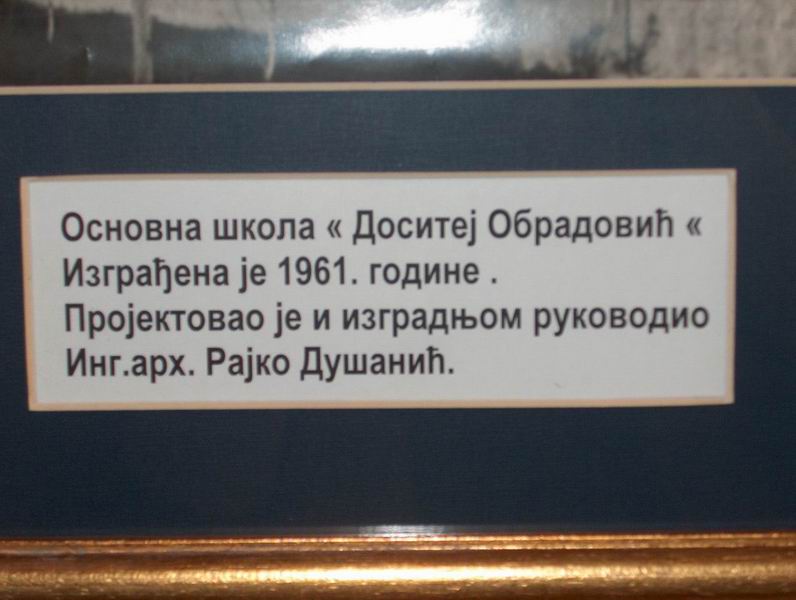 Основна школа « Доситеј Обрадовић «
Изграђена је 1961. године .
Пројектовао је и изградњом руководио
Инг.арх. Рајко Душанић.